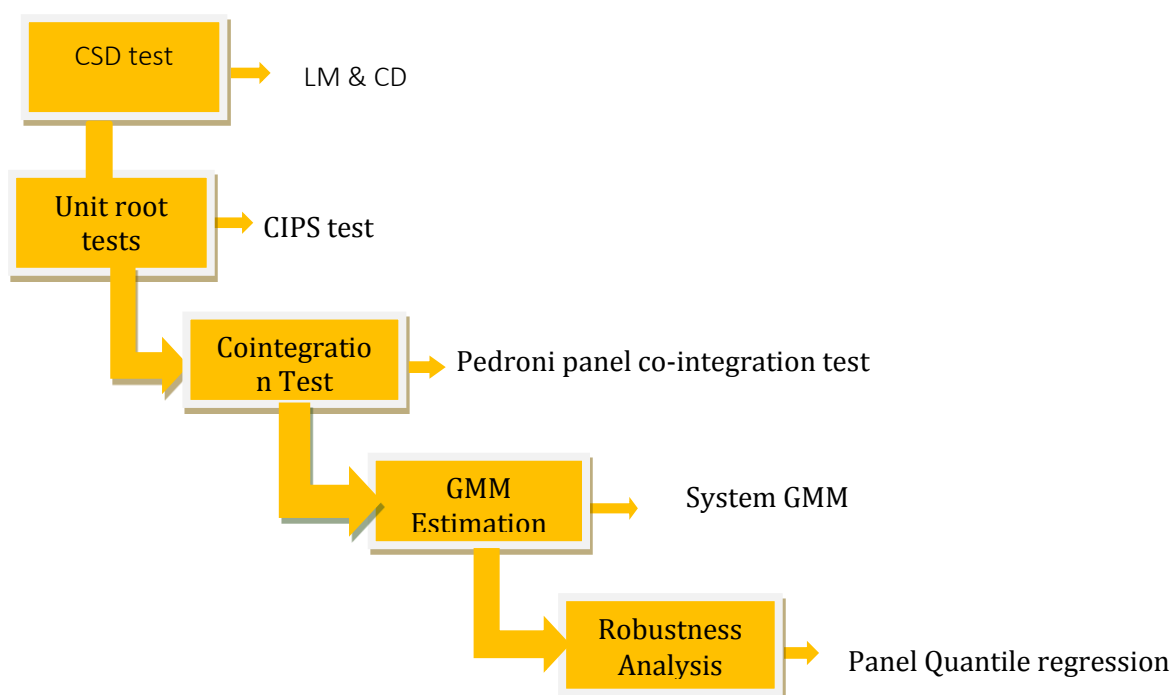 CSD test
LM & CD
Unit root
tests
CIPS test
Cointegratio
n Test
Pedroni panel co-integration test
GMM
Estimation
System GMM
Robustness
Analysis
Panel Quantile regression